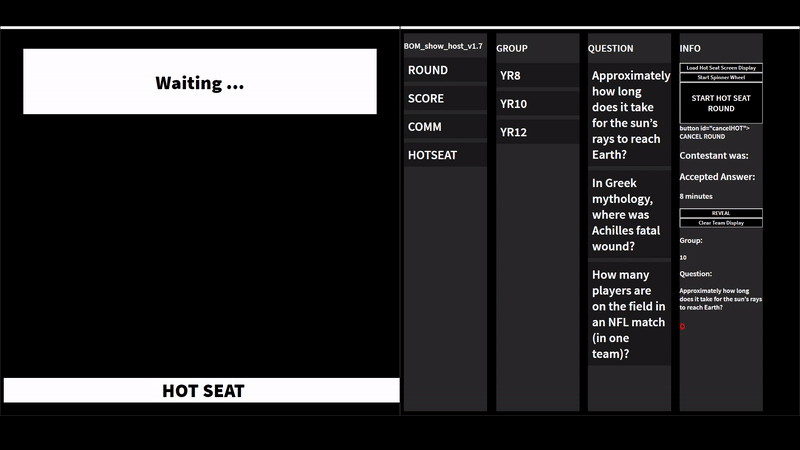 Waiting ...
HOT SEAT
BOM_show_host_v1.7
ROUND
SCORE
COMM
HOTSEAT
GROUP
YR8
YR10
YR12
QUESTION
Approximately
how long
does it take
for the sun’s
rays to reach
Earth?
In Greek
mythology,
where was
Achilles fatal
wound?
How many
players are
on the field in
an NFL match
(in one
team)?
INFO
Load Hot Seat Screen Display
Start Spinner Wheel
START HOT SEAT
ROUND
button id="cancelHOT">
CANCEL ROUND
Contestant was:
Accepted Answer:
8 minutes
REVEAL
Clear Team Display
Group:
10
Question:
Approximately how long
does it take for the sun’s rays
to reach Earth?
0